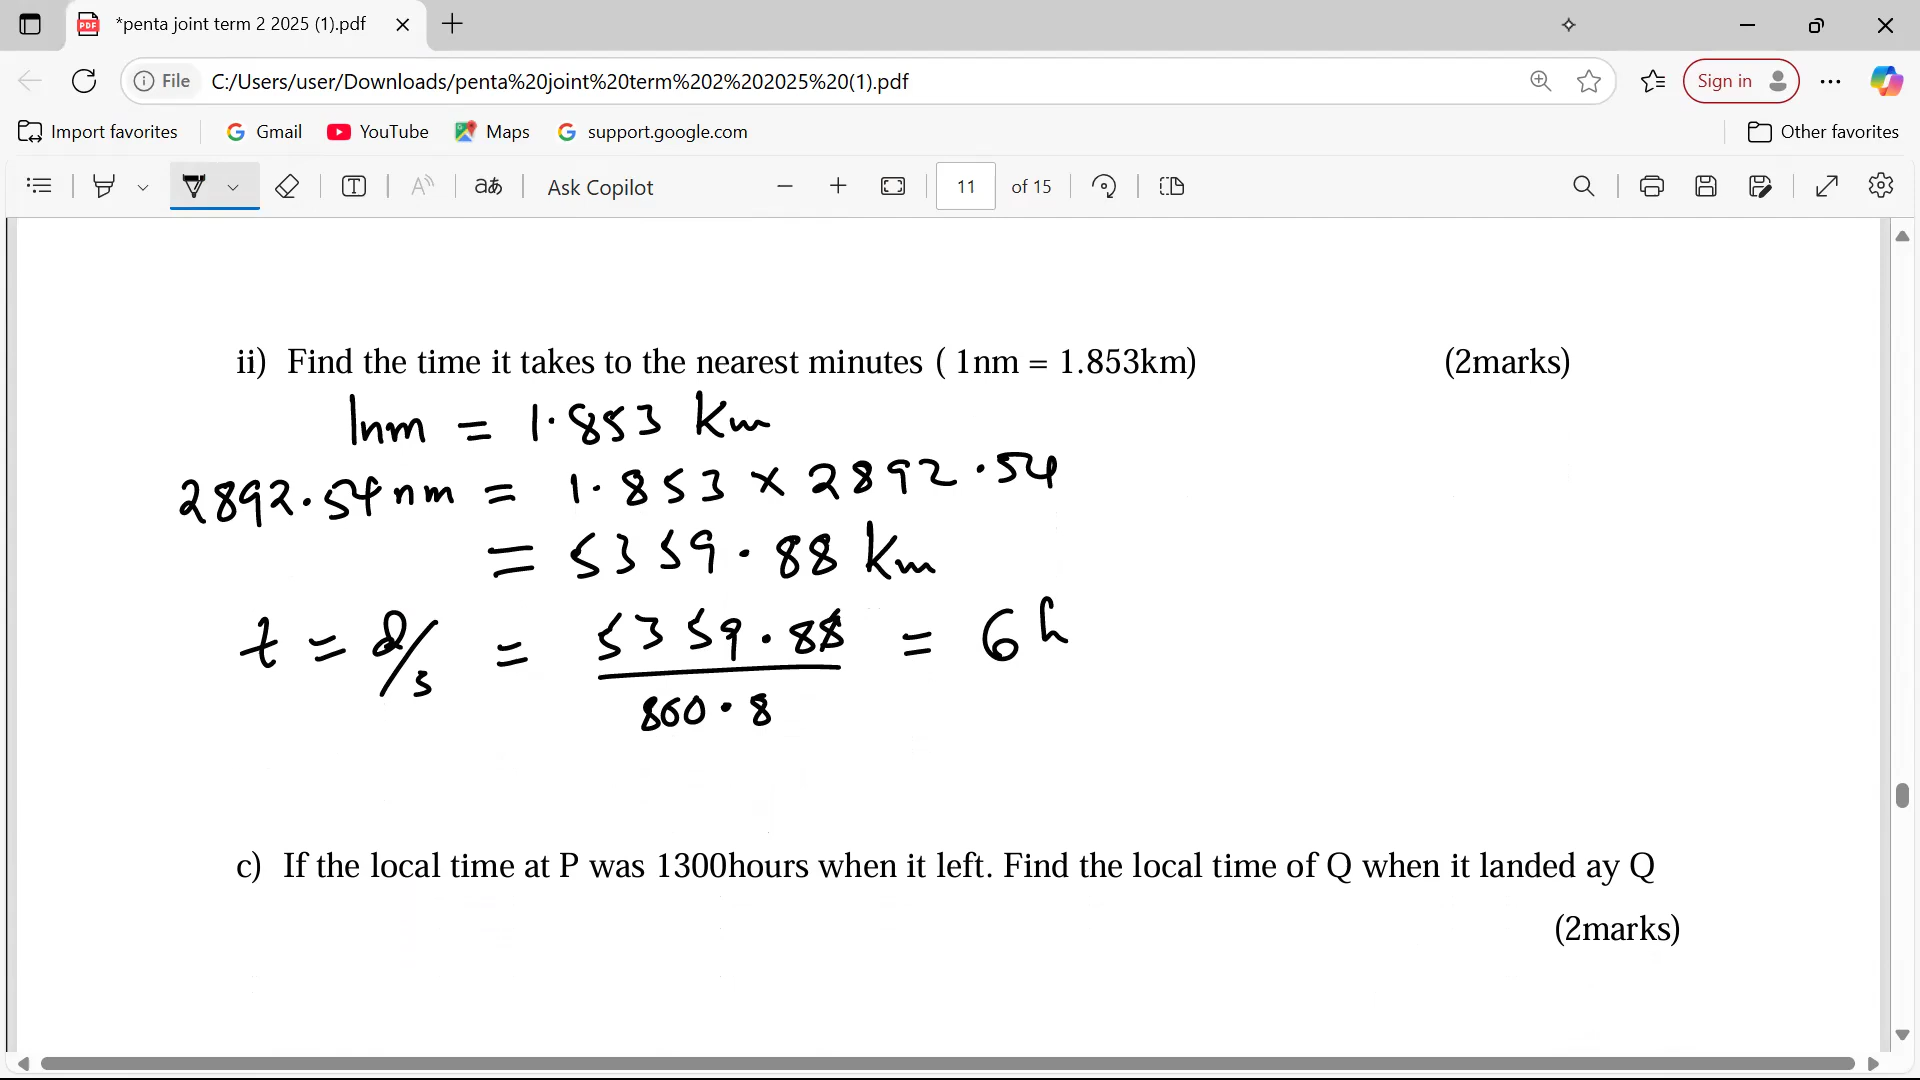 *penta joint term 2 2025 (1).pdf
File C:/Users/user/Downloads/penta%20joint%20term%202%202025%20(1).pdf
Sign in
Import favorites Gmail YouTube Maps support.google.com Other favorites
Ask Copilot 11 of 15
ii) Find the time it takes to the nearest minutes ( 1nm = 1.853km) (2marks)
1nm = 1.853 Km
2892.54 nm = 1.853 x 2892.54
= 5359.88 Km
t = d/s = 5359.88 = 6h
860.8
c) If the local time at P was 1300hours when it left. Find the local time of Q when it landed ay Q
(2marks)